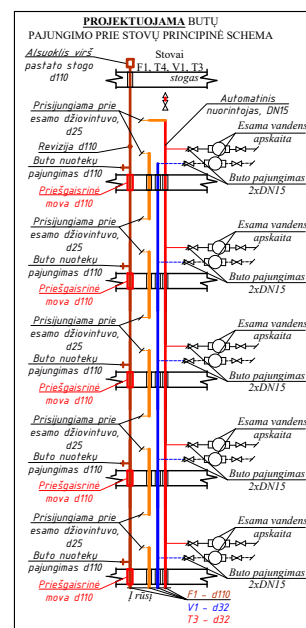 PROJEKTUOJAMA BUTŲ
PAJUNGIMO PRIE STOVŲ PRINCIPINĖ SCHEMA
Alsuoklis virš
pastato stogo
d110
Stovai
F1, T4, V1, T3
stogas
Prisijungiama prie
esamo džiovintuvo,
d25
Automatinis
nuorintojas, DN15
Revizija d110
Esama vandens
apskaita
Buto nuotekų
pajungimas d110
Buto pajungimas
2xDN15
Priešgaisrinė
mova d110
Prisijungiama prie
esamo džiovintuvo,
d25
Esama vandens
apskaita
Buto nuotekų
pajungimas d110
Buto pajungimas
2xDN15
Priešgaisrinė
mova d110
Prisijungiama prie
esamo džiovintuvo,
d25
Esama vandens
apskaita
Buto nuotekų
pajungimas d110
Buto pajungimas
2xDN15
Priešgaisrinė
mova d110
Prisijungiama prie
esamo džiovintuvo,
d25
Esama vandens
apskaita
Buto nuotekų
pajungimas d110
Buto pajungimas
2xDN15
Priešgaisrinė
mova d110
Prisijungiama prie
esamo džiovintuvo,
d25
Esama vandens
apskaita
Buto nuotekų
pajungimas d110
Buto pajungimas
2xDN15
Priešgaisrinė
mova d110
Į rūsį
F1 - d110
V1 - d32
T3 - d32